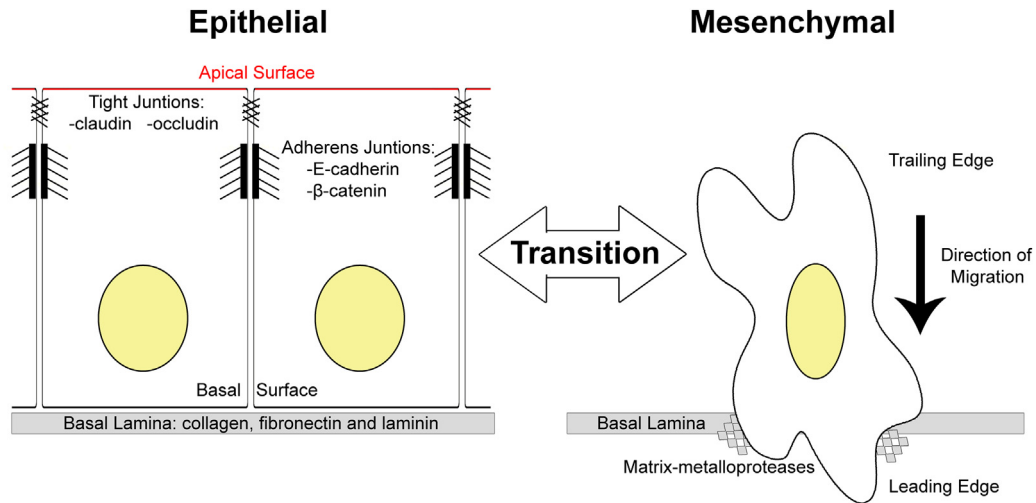 Epithelial
Mesenchymal
Apical Surface
Tight Juntions:
-claudin -occludin
Adherens Juntions:
-E-cadherin
-β-catenin
Basal Surface
Basal Lamina: collagen, fibronectin and laminin
Transition
Trailing Edge
Direction of
Migration
Basal Lamina
Matrix-metalloproteases
Leading Edge